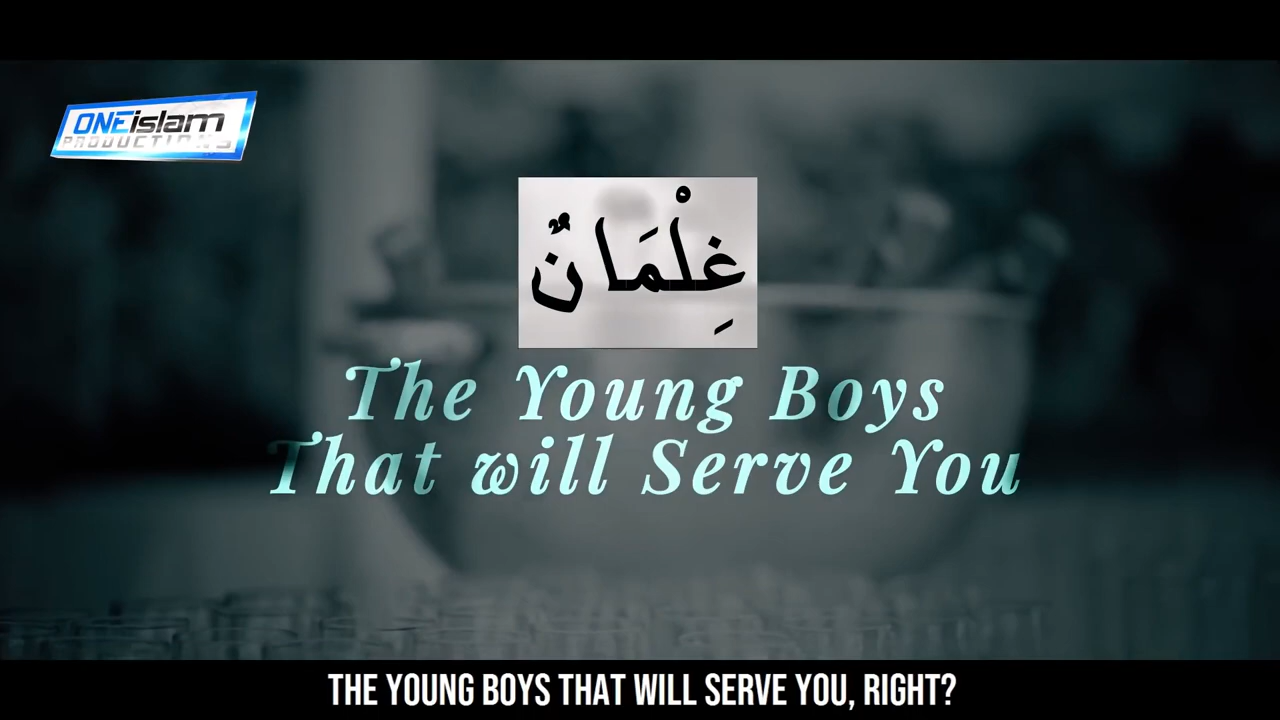 ONEislam
PRODUCTIONS
غِلْمَانٌ
The Young Boys
That will Serve You
THE YOUNG BOYS THAT WILL SERVE YOU, RIGHT?